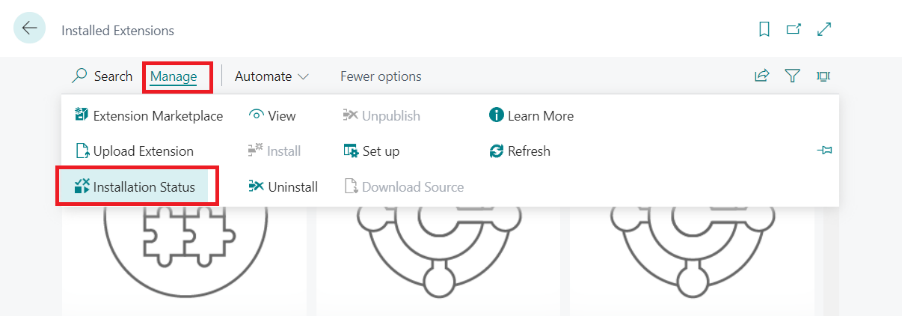 Installed Extensions
Search Manage Automate Fewer options
Extension Marketplace View Unpublish Learn More
Upload Extension Install Set up Refresh
Installation Status Uninstall Download Source